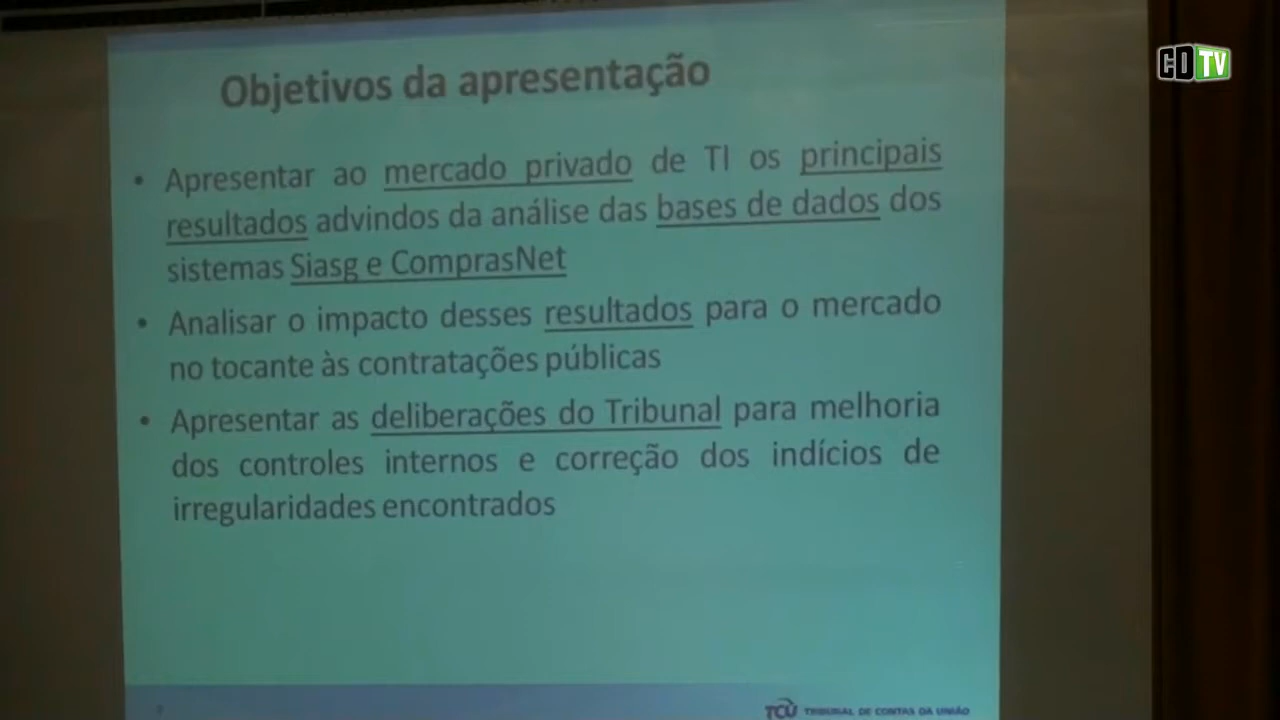 CDTV
Objetivos da apresentação
• Apresentar ao mercado privado de TI os principais
resultados advindos da análise das bases de dados dos
sistemas Siasg e ComprasNet
• Analisar o impacto desses resultados para o mercado
no tocante às contratações públicas
• Apresentar as deliberações do Tribunal para melhoria
dos controles internos e correção dos indícios de
irregularidades encontrados
TCU TRIBUNAL DE CONTAS DA UNIÃO